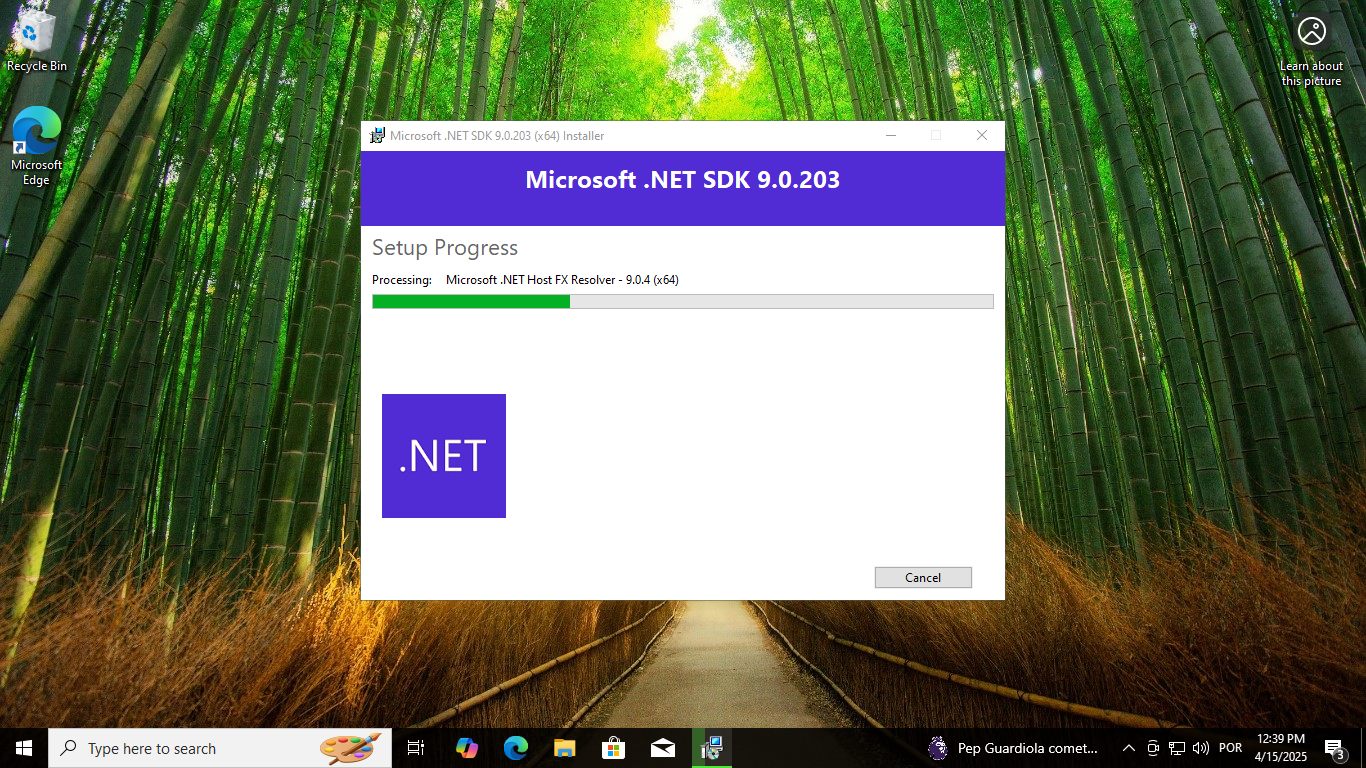 Recycle Bin
Microsoft
Edge
Learn about
this picture
Microsoft .NET SDK 9.0.203 (x64) Installer
Microsoft .NET SDK 9.0.203
Setup Progress
Processing: Microsoft .NET Host FX Resolver - 9.0.4 (x64)
.NET
Cancel
Type here to search
Pep Guardiola comet...
POR
12:39 PM
4/15/2025
3